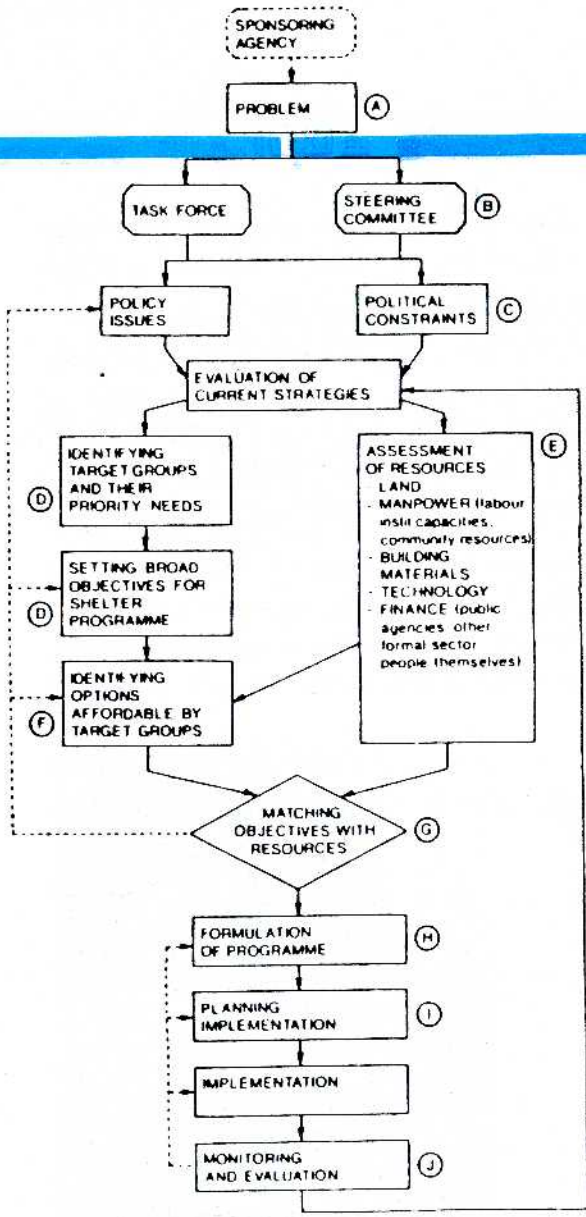 SPONSORING
AGENCY
PROBLEM
A
TASK FORCE
STEERING
COMMITTEE
B
POLICY
ISSUES
POLITICAL
CONSTRAINTS
C
EVALUATION OF
CURRENT STRATEGIES
D
IDENTIFYING
TARGET GROUPS
AND THEIR
PRIORITY NEEDS
ASSESSMENT
OF RESOURCES
LAND
- MANPOWER (labour
instit capacities,
community resources)
- BUILDING
MATERIALS
- TECHNOLOGY
- FINANCE (public
agencies other
formal sector
people themselves)
E
D
SETTING BROAD
OBJECTIVES FOR
SHELTER
PROGRAMME
F
IDENTIFYING
OPTIONS
AFFORDABLE BY
TARGET GROUPS
MATCHING
OBJECTIVES WITH
RESOURCES
G
FORMULATION
OF PROGRAMME
H
PLANNING
IMPLEMENTATION
I
IMPLEMENTATION
MONITORING
AND EVALUATION
J